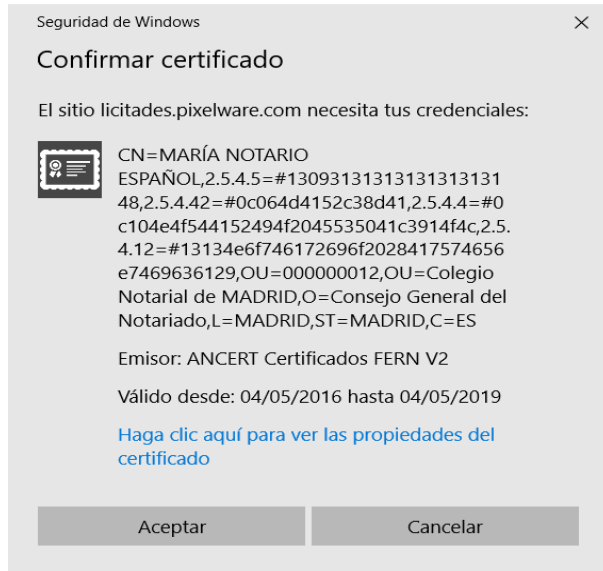 Seguridad de Windows
Confirmar certificado
El sitio licitades.pixelware.com necesita tus credenciales:
CN=MARÍA NOTARIO
ESPAÑOL,2.5.4.5=#13093131313131313131
48,2.5.4.42=#0c064d4152c38d41,2.5.4.4=#0
c104e4f544152494f2045535041c3914f4c,2.5.
4.12=#13134e6f746172696f2028417574656
e7469636129,OU=000000012,OU=Colegio
Notarial de MADRID,O=Consejo General del
Notariado,L=MADRID,ST=MADRID,C=ES
Emisor: ANCERT Certificados FERN V2
Válido desde: 04/05/2016 hasta 04/05/2019
Haga clic aquí para ver las propiedades del
certificado
Aceptar
Cancelar